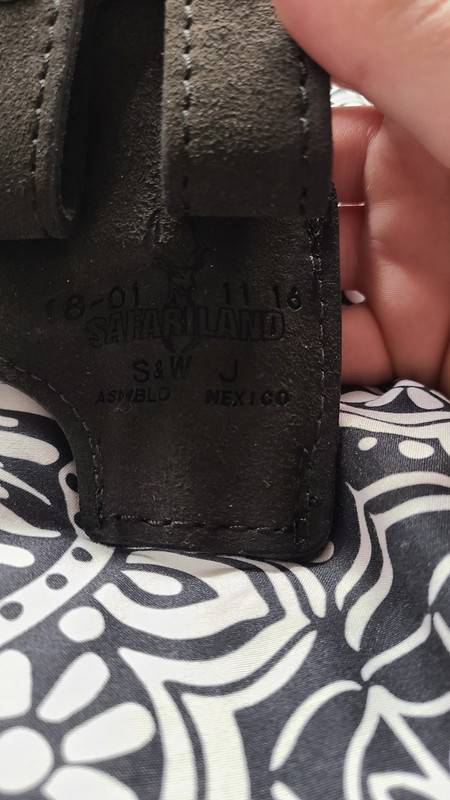 18-01 11 16
SAFARILAND
S&W J
ASMBLD MEXICO